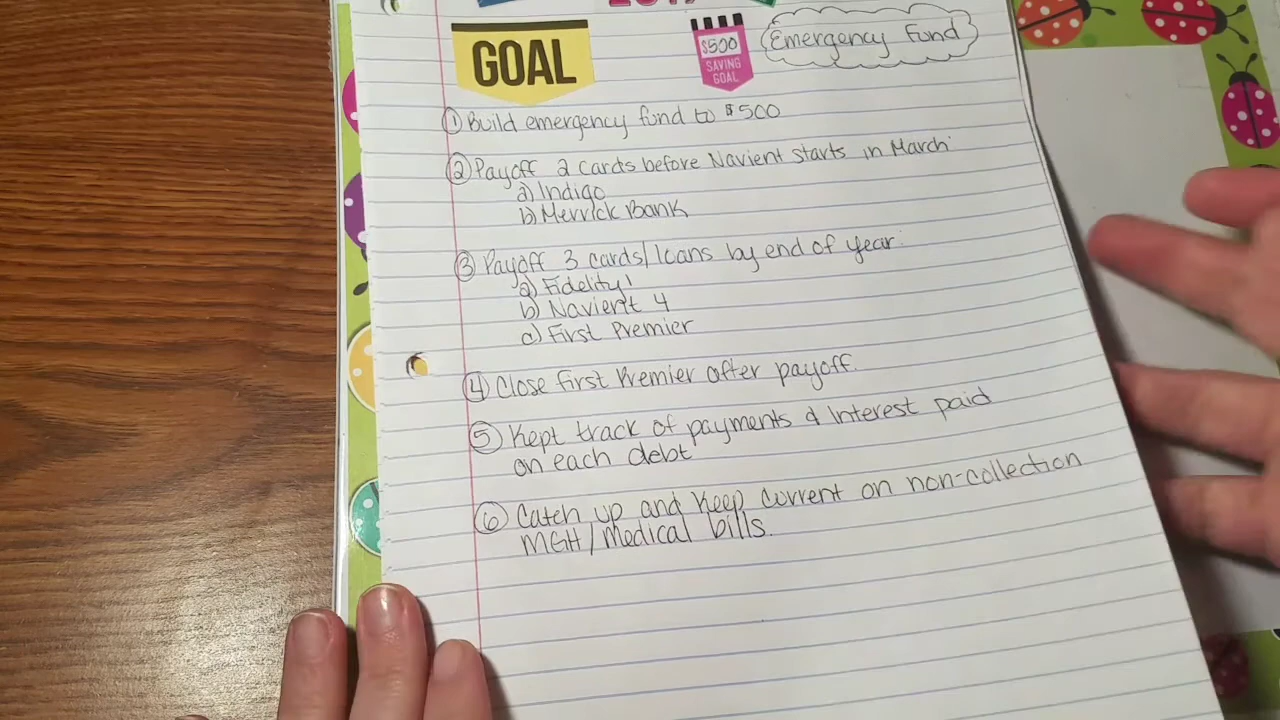 GOAL
$500
SAVING
GOAL
Emergency Fund
① Build emergency fund to $500
② Payoff 2 cards before Navient starts in March
a) Indigo
b) Merrick Bank
③ Payoff 3 cards/loans by end of year:
a) Fidelity 1
b) Navient 4
c) First Premier
④ Close First Premier after payoff.
⑤ Kept track of payments & interest paid
on each debt
⑥ Catch up and keep current on non-collection
MGH/medical bills.